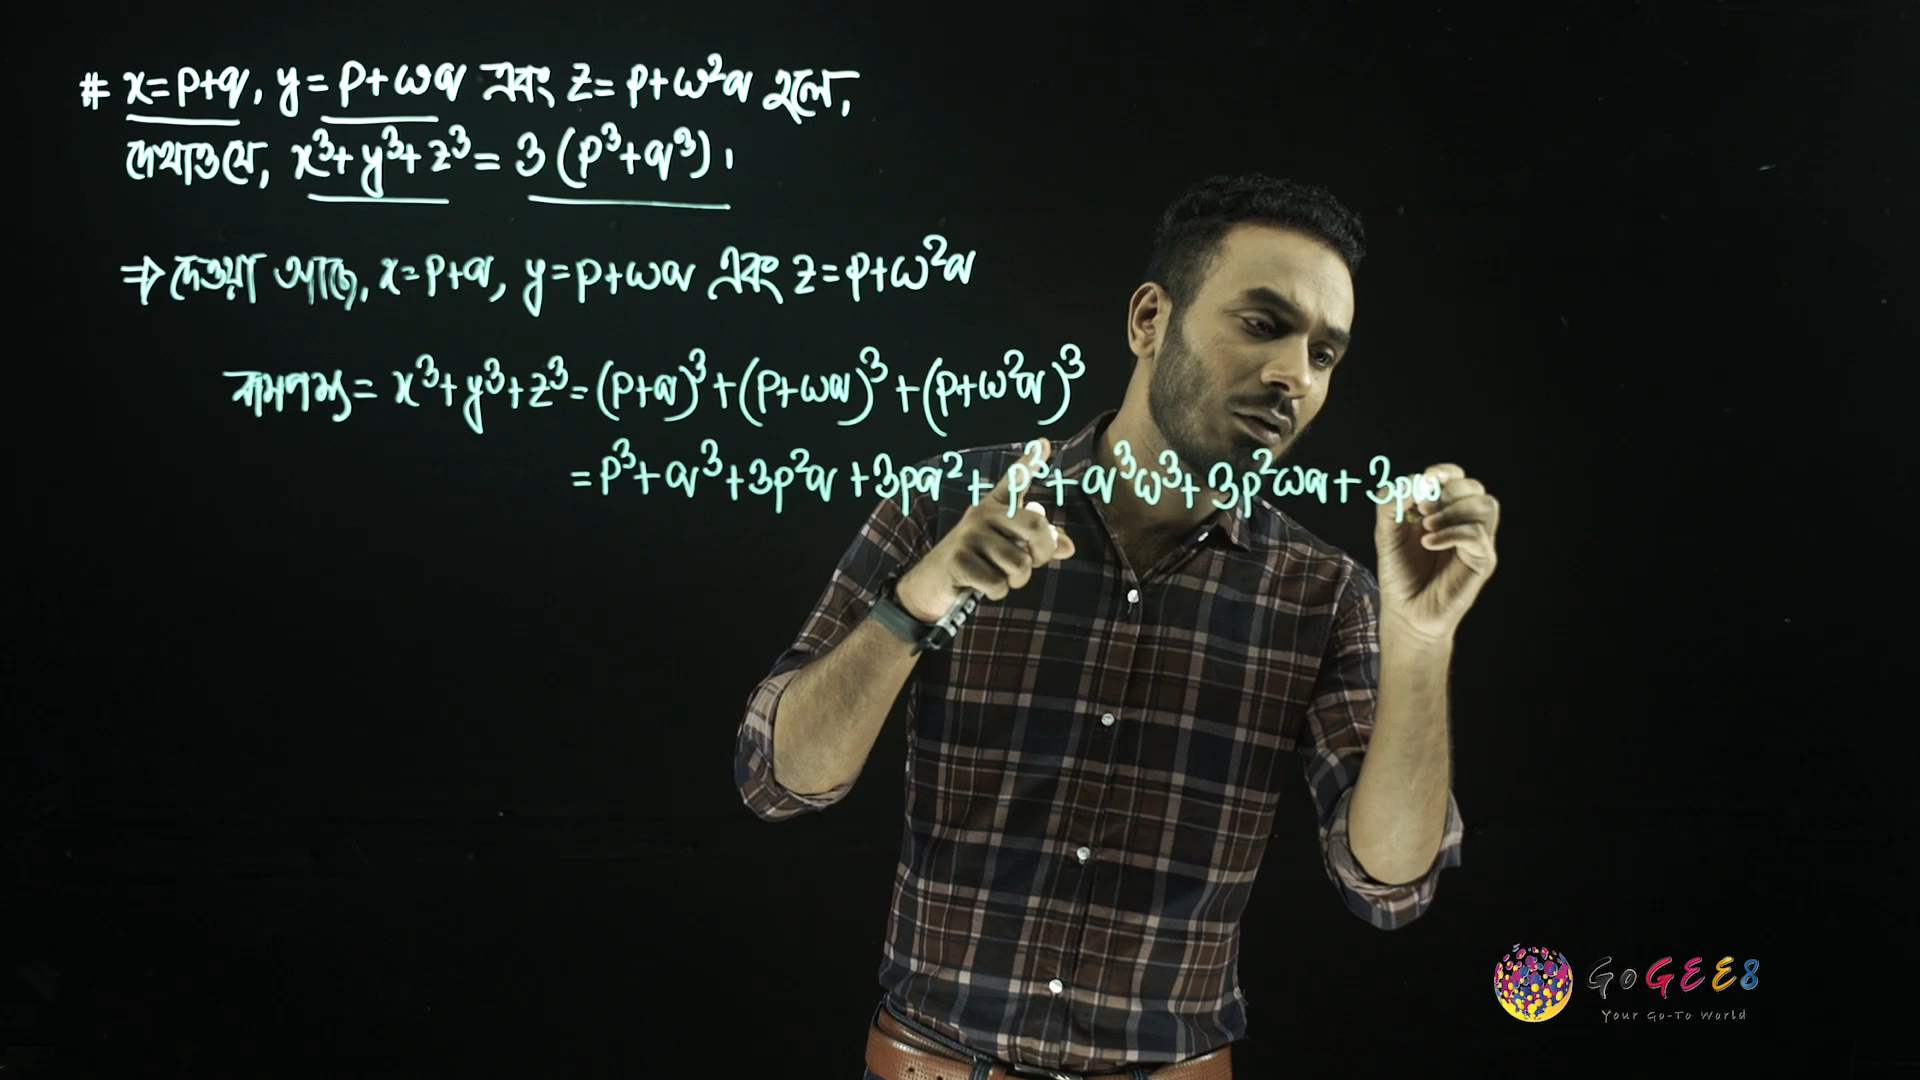 # x=p+q, y=p+ωq এবং z=p+ω²q হলে,
দেখাও যে, x³+y³+z³=3(p³+q³)।
⇒ দেওয়া আছে, x=p+q, y=p+ωq এবং z=p+ω²q
বামপক্ষ= x³+y³+z³=(p+q)³+(p+ωq)³+(p+ω²q)³
=p³+q³+3p²q+3pq²+p³+q³ω³+3p²ωq+3pω
GoGEE8
Your Go-To World